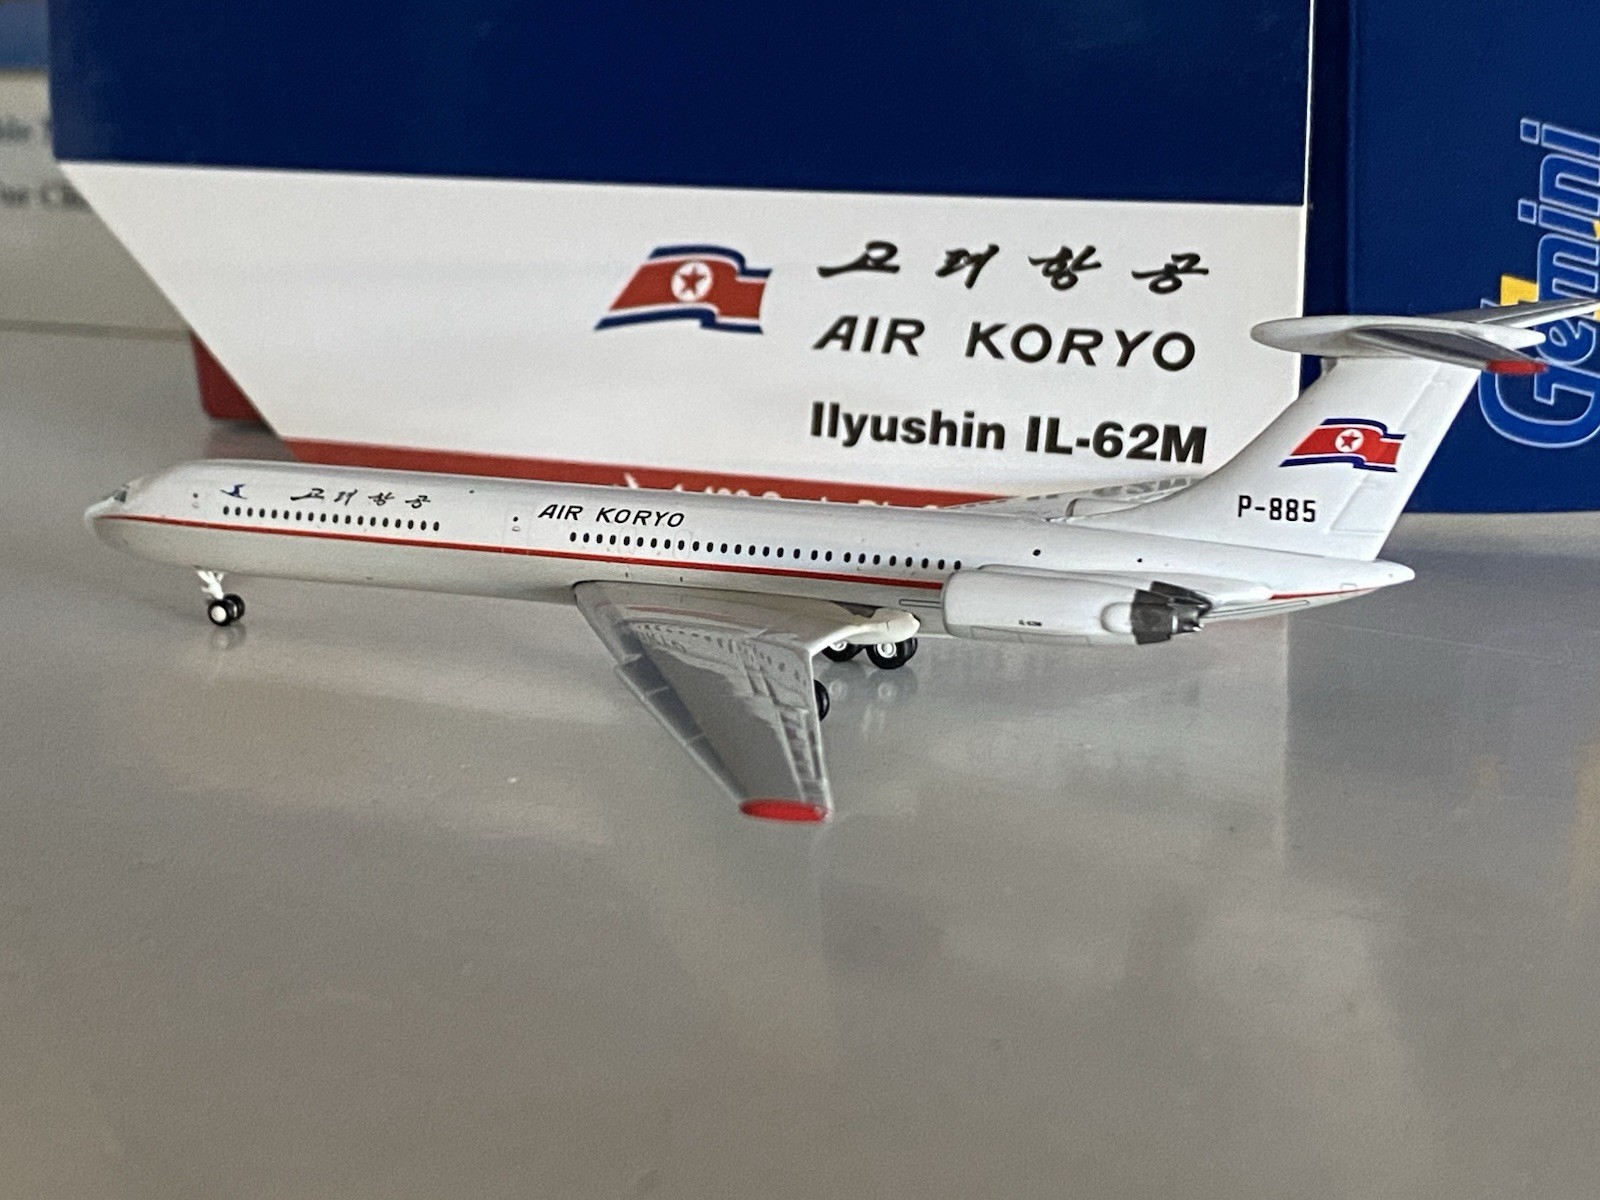 고려항공
AIR KORYO
Ilyushin IL-62M
Gemini
고려항공
AIR KORYO
P-885